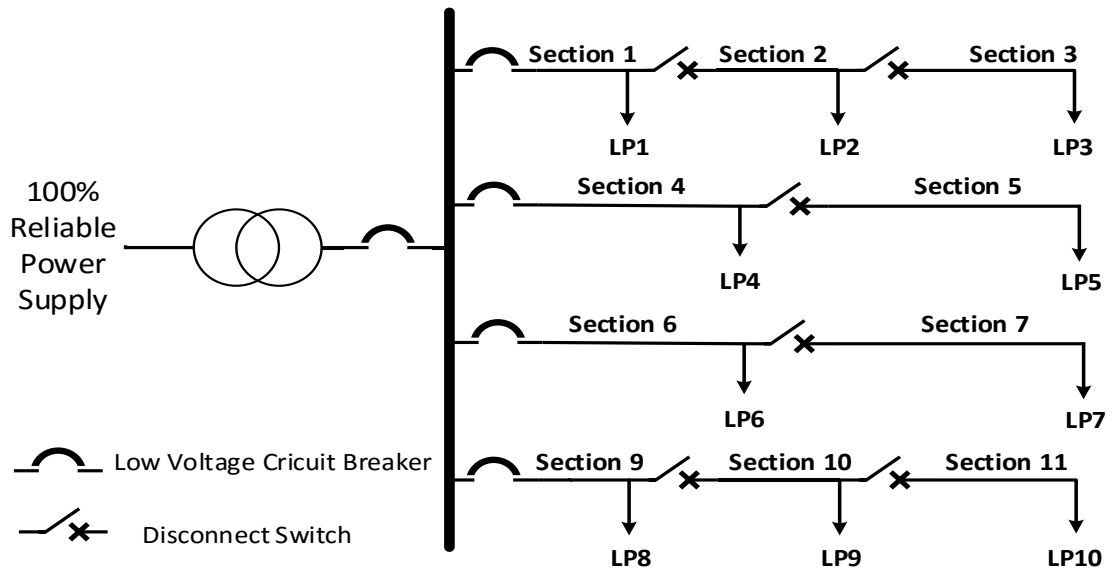 Section 1
Section 2
Section 3
LP1
LP2
LP3
100%
Reliable
Power
Supply
Section 4
Section 5
LP4
LP5
Section 6
Section 7
LP6
LP7
Low Voltage Cricuit Breaker
Disconnect Switch
Section 9
Section 10
Section 11
LP8
LP9
LP10